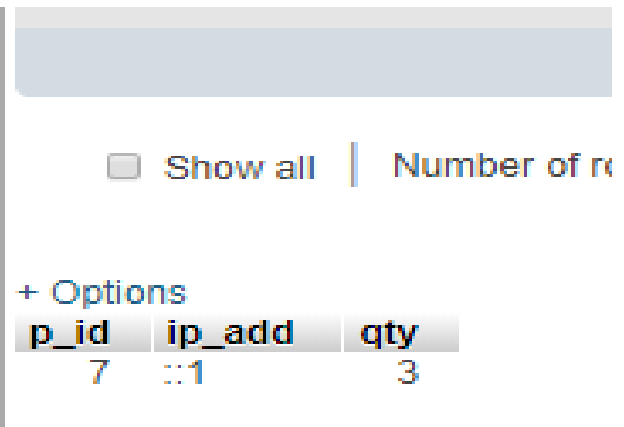 Show all Number of
+ Options
p_id ip_add qty
7 ::1 3